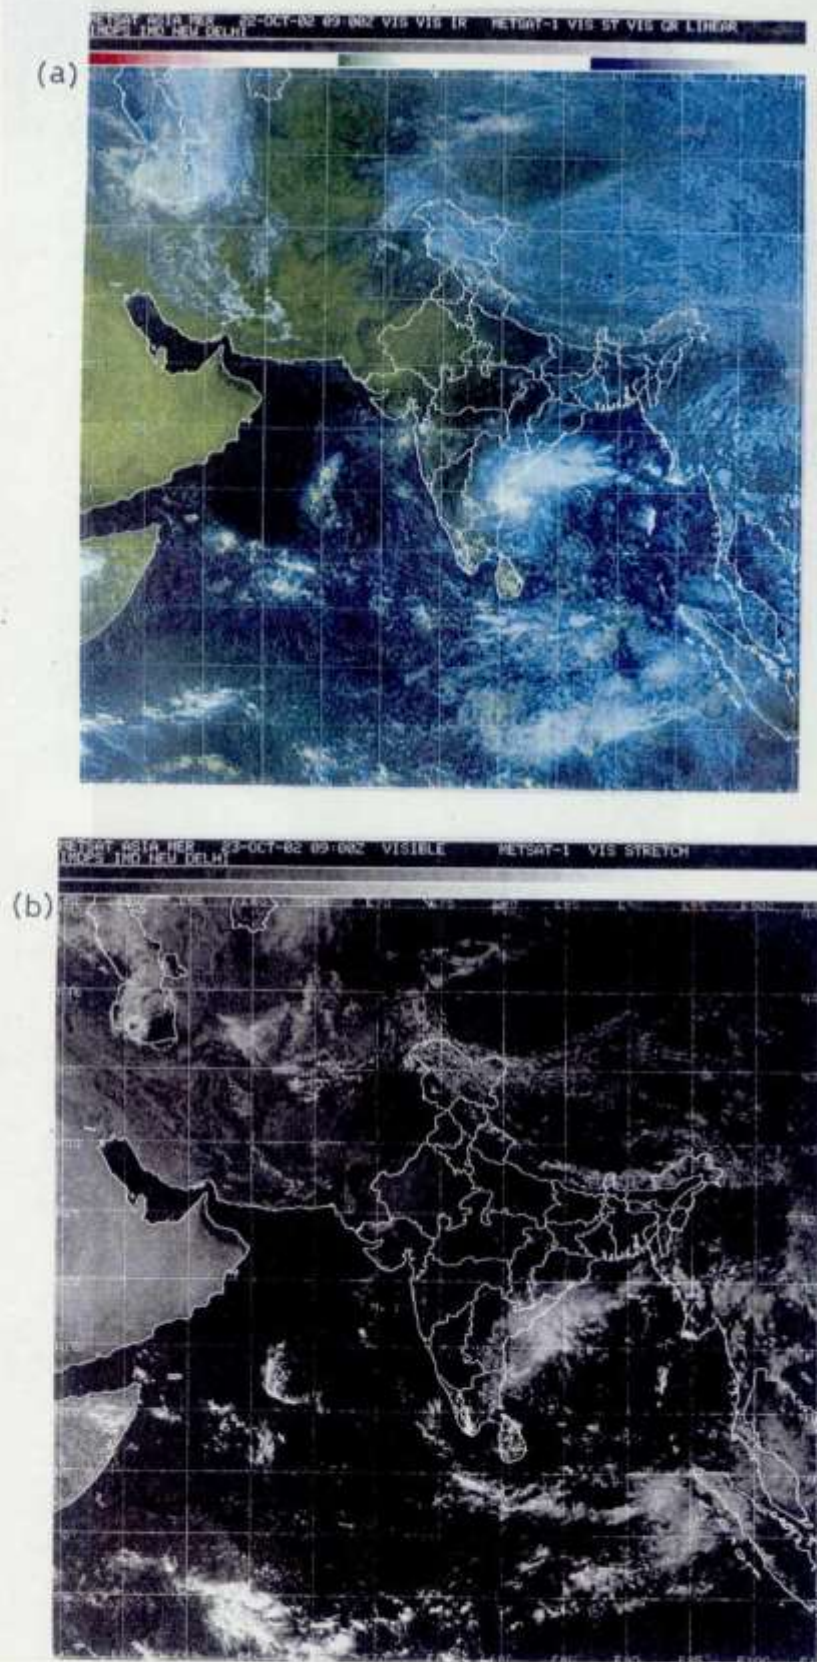 METSAT ASIA MER 22-OCT-02 09:00Z VIS VIS IR METSAT-1 VIS ST VIS GR LINEAR
IMDPS IMD NEW DELHI
(a)
METSAT ASIA MER 23-OCT-02 09:00Z VISIBLE METSAT-1 VIS STRETCH
IMDPS IMD NEW DELHI
(b)